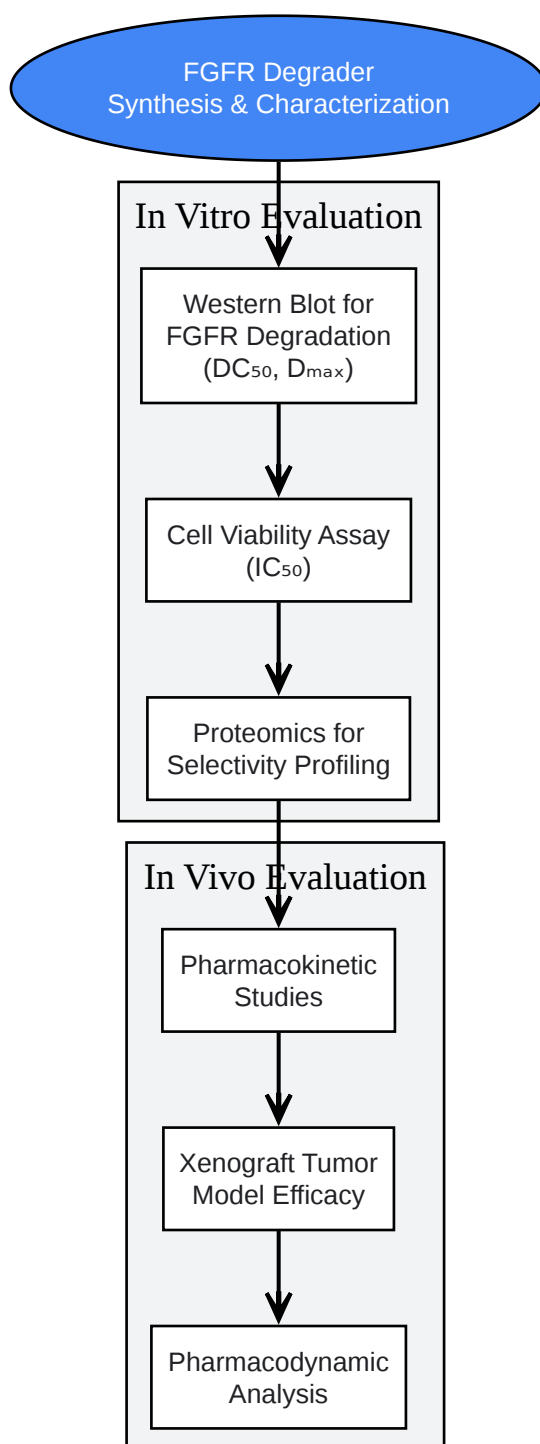 FGFR Degrader
Synthesis & Characterization
In Vitro Evaluation
Western Blot for
FGFR Degradation
(DC₅₀, Dₘₐₓ)
Cell Viability Assay
(IC₅₀)
Proteomics for
Selectivity Profiling
In Vivo Evaluation
Pharmacokinetic
Studies
Xenograft Tumor
Model Efficacy
Pharmacodynamic
Analysis